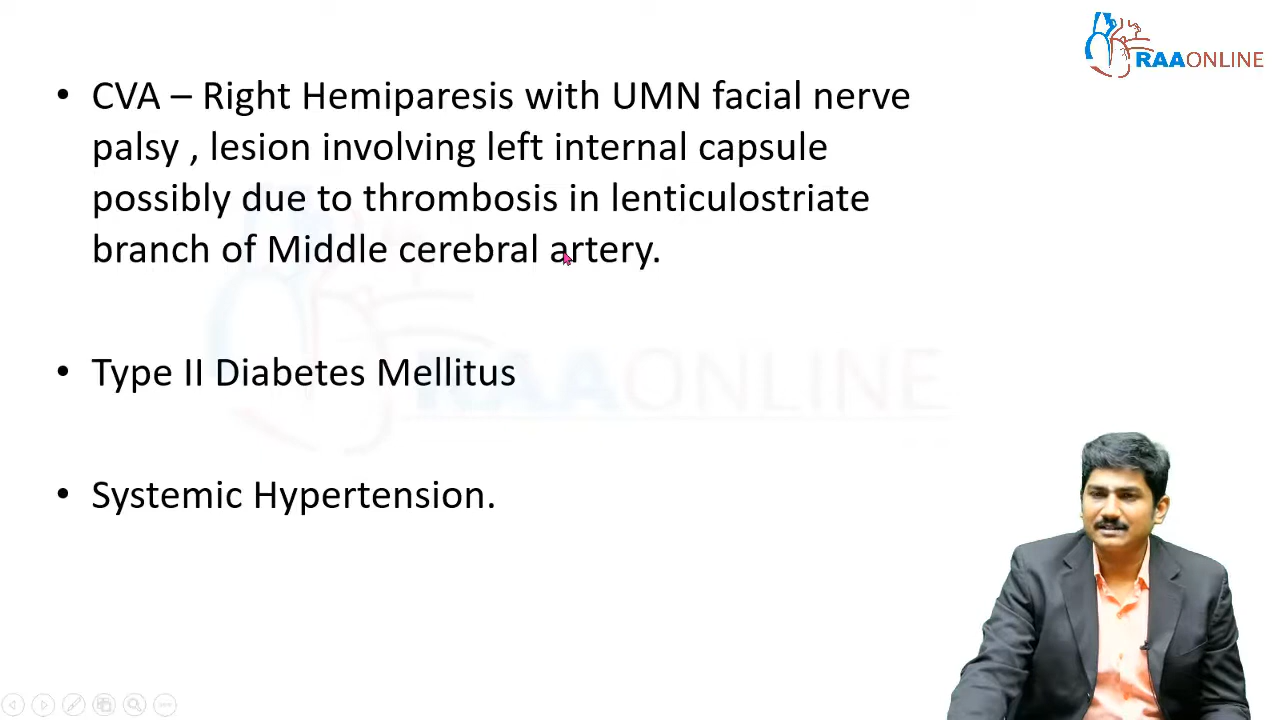 RAAONLINE
• CVA – Right Hemiparesis with UMN facial nerve
palsy , lesion involving left internal capsule
possibly due to thrombosis in lenticulostriate
branch of Middle cerebral artery.
RAAONLINE
• Type II Diabetes Mellitus
• Systemic Hypertension.